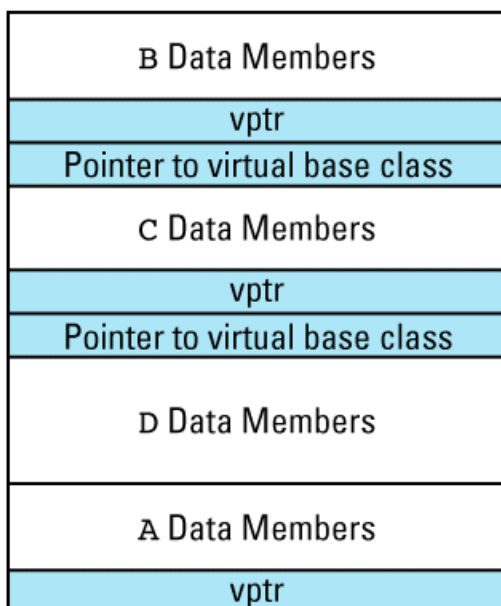 B Data Members
vptr
Pointer to virtual base class
C Data Members
vptr
Pointer to virtual base class
D Data Members
A Data Members
vptr